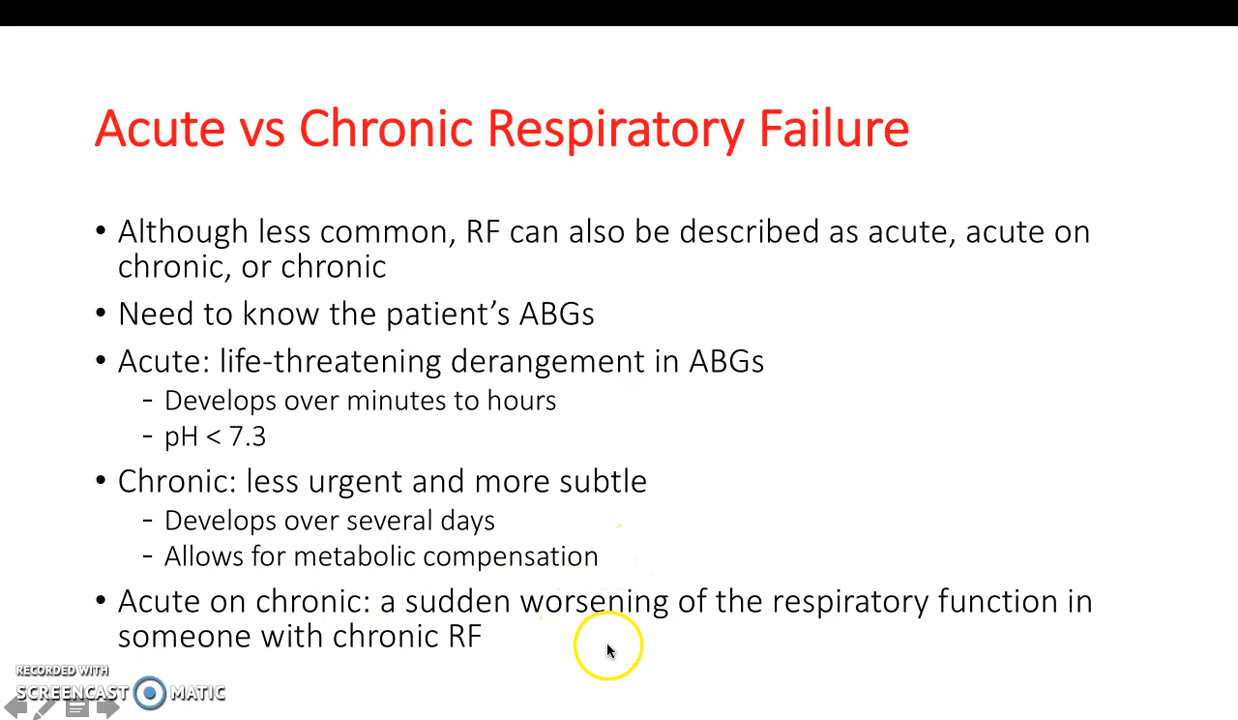 Acute vs Chronic Respiratory Failure
• Although less common, RF can also be described as acute, acute on
chronic, or chronic
• Need to know the patient’s ABGs
• Acute: life-threatening derangement in ABGs
- Develops over minutes to hours
- pH < 7.3
• Chronic: less urgent and more subtle
- Develops over several days
- Allows for metabolic compensation
• Acute on chronic: a sudden worsening of the respiratory function in
someone with chronic RF
RECORDED WITH
SCREENCAST MATIC